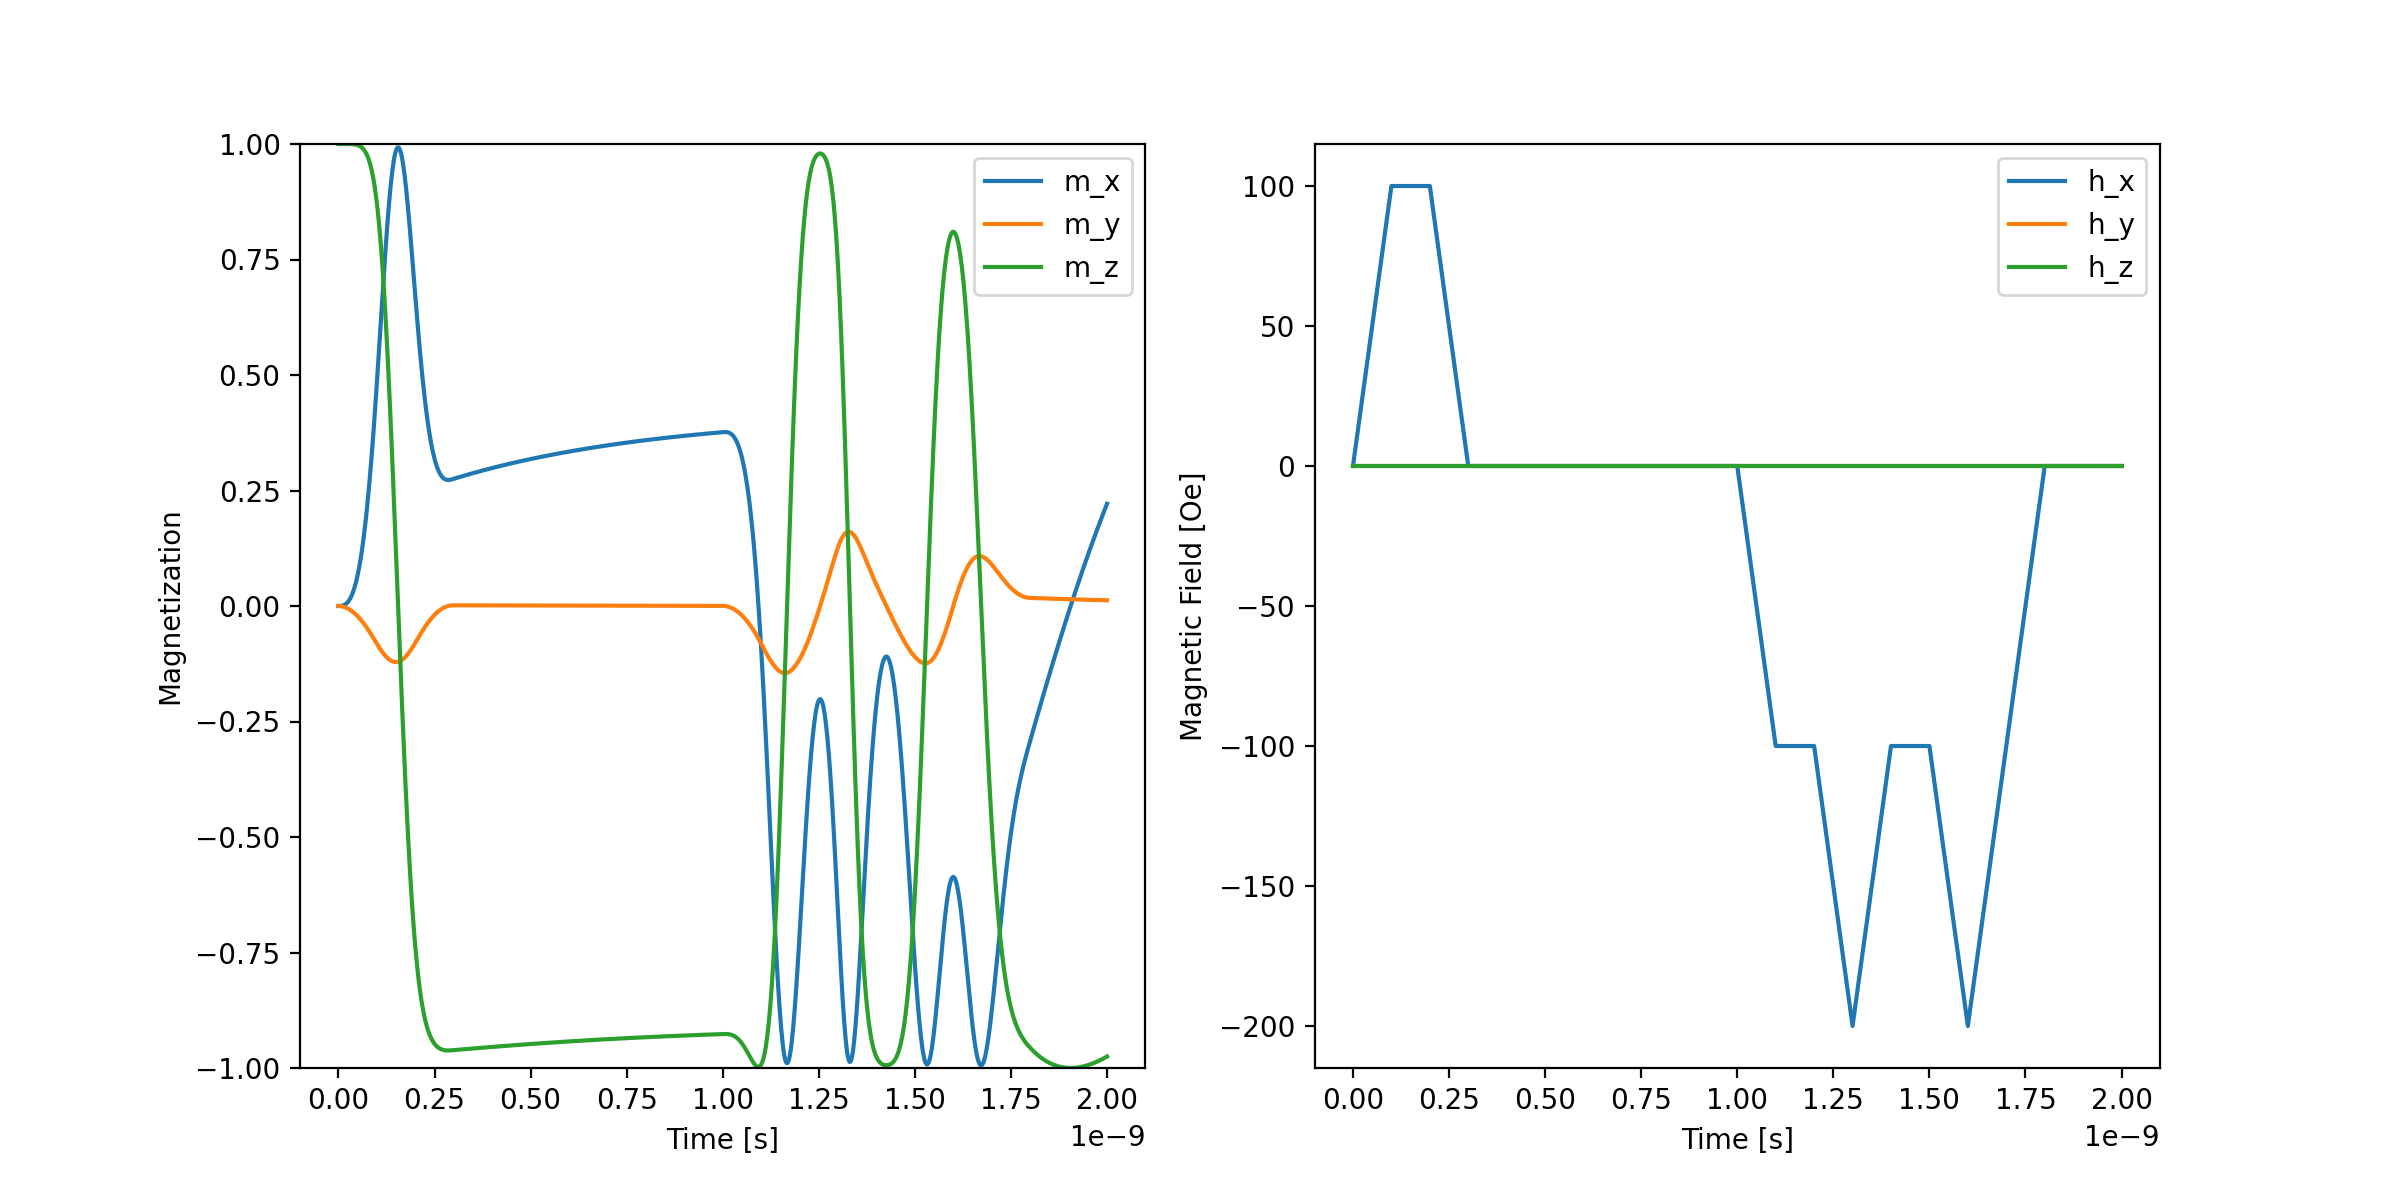 1.00
0.75
0.50
0.25
0.00
−0.25
−0.50
−0.75
−1.00
Magnetization
m_x
m_y
m_z
0.00 0.25 0.50 0.75 1.00 1.25 1.50 1.75 2.00
Time [s]
1e−9
100
50
0
−50
−100
−150
−200
Magnetic Field [Oe]
h_x
h_y
h_z
0.00 0.25 0.50 0.75 1.00 1.25 1.50 1.75 2.00
Time [s]
1e−9